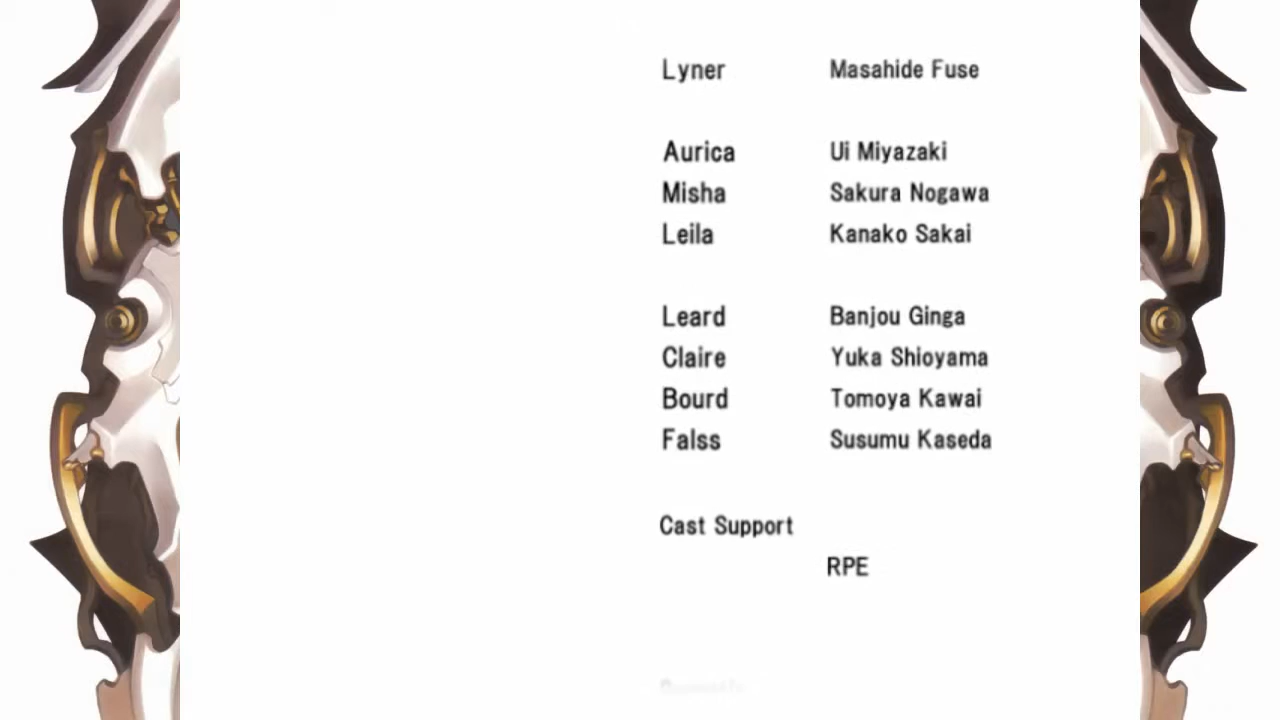 Lyner Masahide Fuse
Aurica Ui Miyazaki
Misha Sakura Nogawa
Leila Kanako Sakai
Leard Banjou Ginga
Claire Yuka Shioyama
Bourd Tomoya Kawai
Falss Susumu Kaseda
Cast Support
RPE